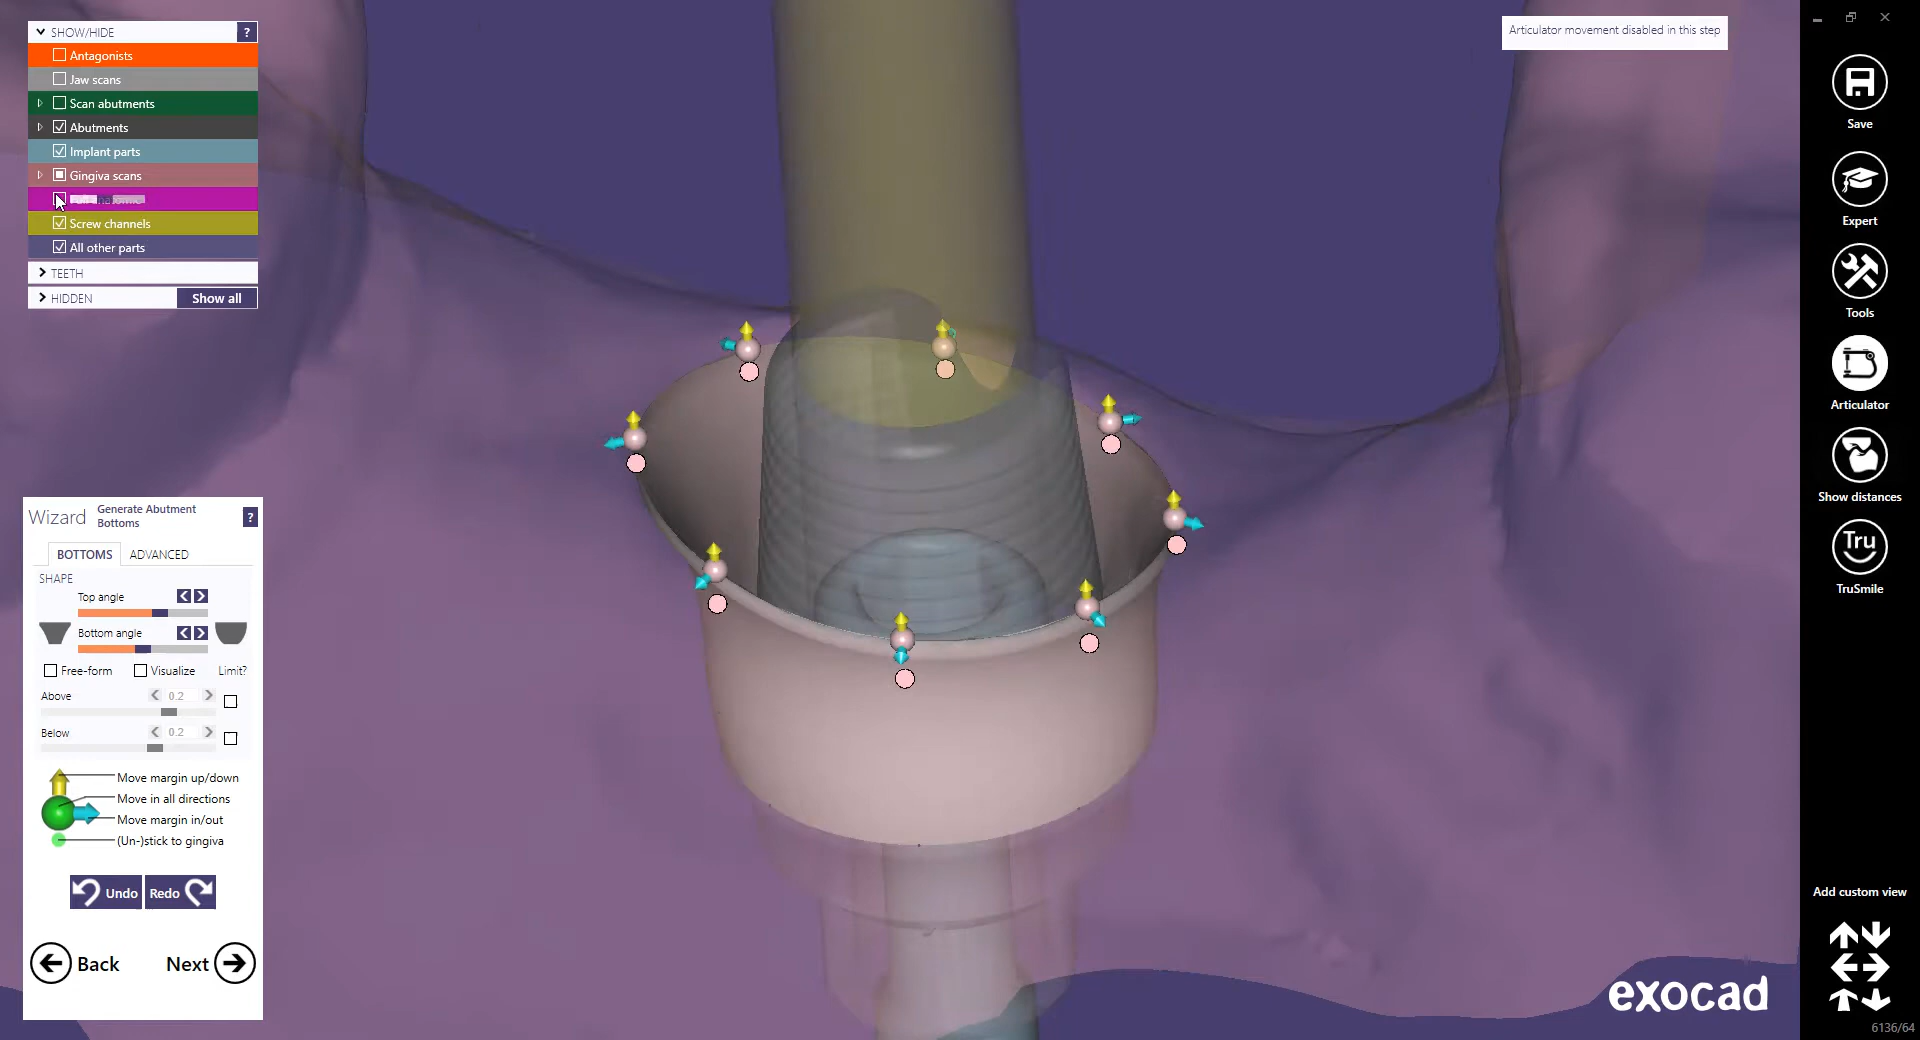 SHOW/HIDE ?
Antagonists
Jaw scans
Scan abutments
Abutments
Implant parts
Gingiva scans
Screw channels
All other parts
TEETH
HIDDEN Show all
Articulator movement disabled in this step
Wizard Generate Abutment Bottoms ?
BOTTOMS ADVANCED
SHAPE
Top angle
Bottom angle
Free-form Visualize Limit?
Above 0.2
Below 0.2
Move margin up/down
Move in all directions
Move margin in/out
(Un-)stick to gingiva
Undo Redo
Back Next
Save
Expert
Tools
Articulator
Show distances
Tru
TruSmile
Add custom view
exocad
6136/64